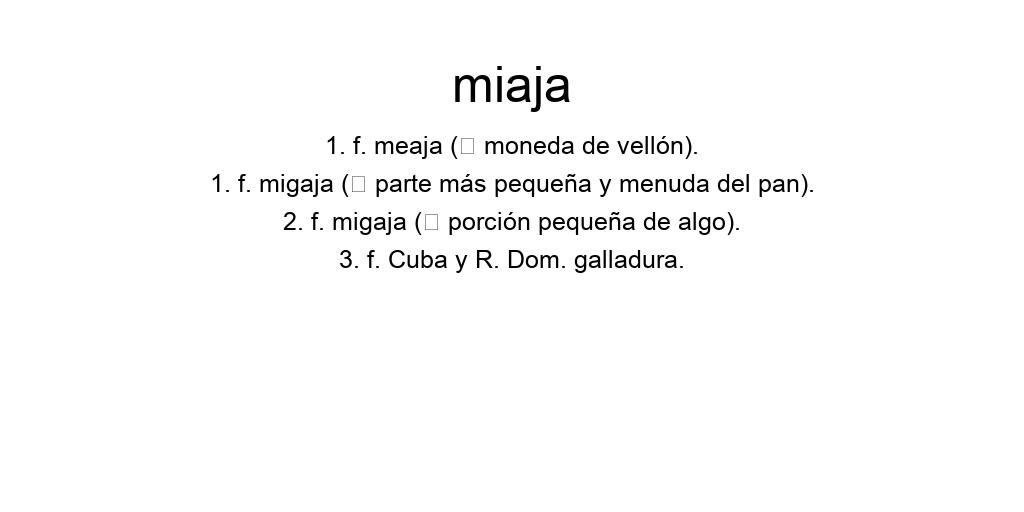 miaja
1. f. meaja (▯ moneda de vellón).
1. f. migaja (▯ parte más pequeña y menuda del pan).
2. f. migaja (▯ porción pequeña de algo).
3. f. Cuba y R. Dom. galladura.